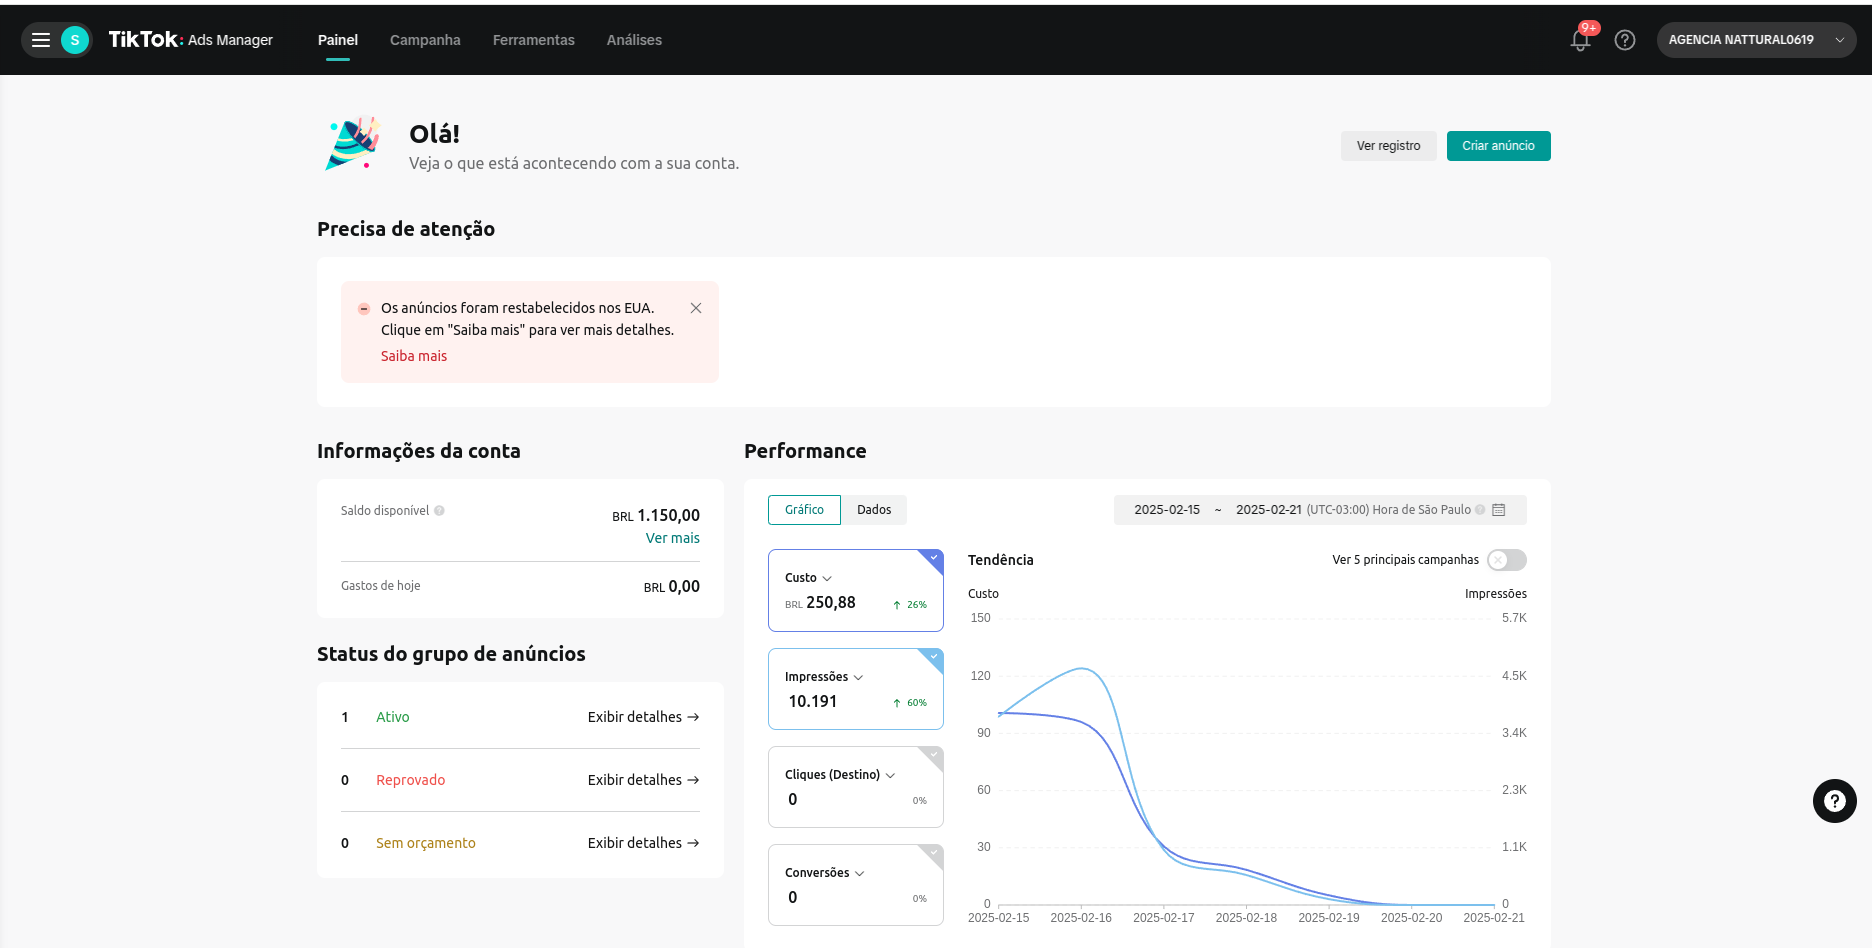 S
TikTok: Ads Manager
Painel
Campanha
Ferramentas
Análises
9+
AGENCIA NATTURAL0619
Olá!
Veja o que está acontecendo com a sua conta.
Ver registro
Criar anúncio
Precisa de atenção
Os anúncios foram restabelecidos nos EUA.
Clique em "Saiba mais" para ver mais detalhes.
Saiba mais
Informações da conta
Saldo disponível
BRL 1.150,00
Ver mais
Gastos de hoje
BRL 0,00
Status do grupo de anúncios
1 Ativo Exibir detalhes →
0 Reprovado Exibir detalhes →
0 Sem orçamento Exibir detalhes →
Performance
Gráfico
Dados
2025-02-15 ~ 2025-02-21 (UTC-03:00) Hora de São Paulo
Custo
BRL 250,88 ↑ 26%
Impressões
10.191 ↑ 60%
Cliques (Destino)
0 0%
Conversões
0 0%
Tendência
Ver 5 principais campanhas
Custo Impressões
150 5.7K
120 4.5K
90 3.4K
60 2.3K
30 1.1K
0 0
2025-02-15 2025-02-16 2025-02-17 2025-02-18 2025-02-19 2025-02-20 2025-02-21
?